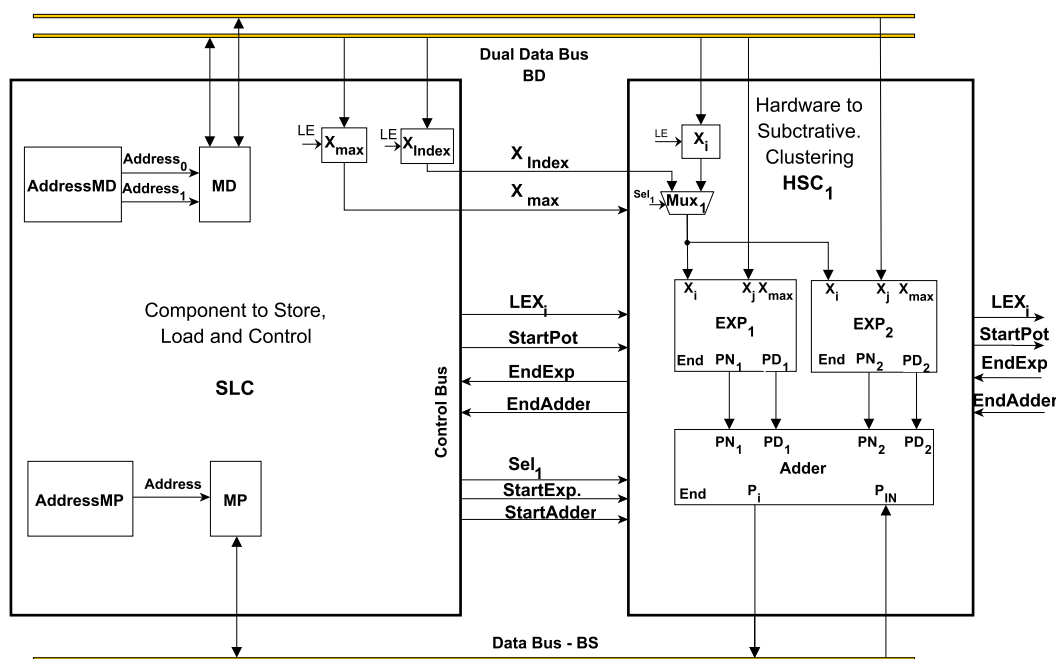 Dual Data Bus
BD
Hardware to
Subctrative.
Clustering
HSC1
LE
Xmax
LE
XIndex
LE
Xi
AddressMD
Address0
Address1
MD
X Index
X max
Sel1
Mux1
Component to Store,
Load and Control
SLC
Control Bus
LEXi
StartPot
EndExp
EndAdder
Sel1
StartExp.
StartAdder
Xi Xj Xmax
EXP1
End PN1 PD1
Xi Xj Xmax
EXP2
End PN2 PD2
LEXi
StartPot
EndExp
EndAdder
PN1 PD1 PN2 PD2
Adder
End Pi PIN
AddressMP
Address
MP
Data Bus - BS